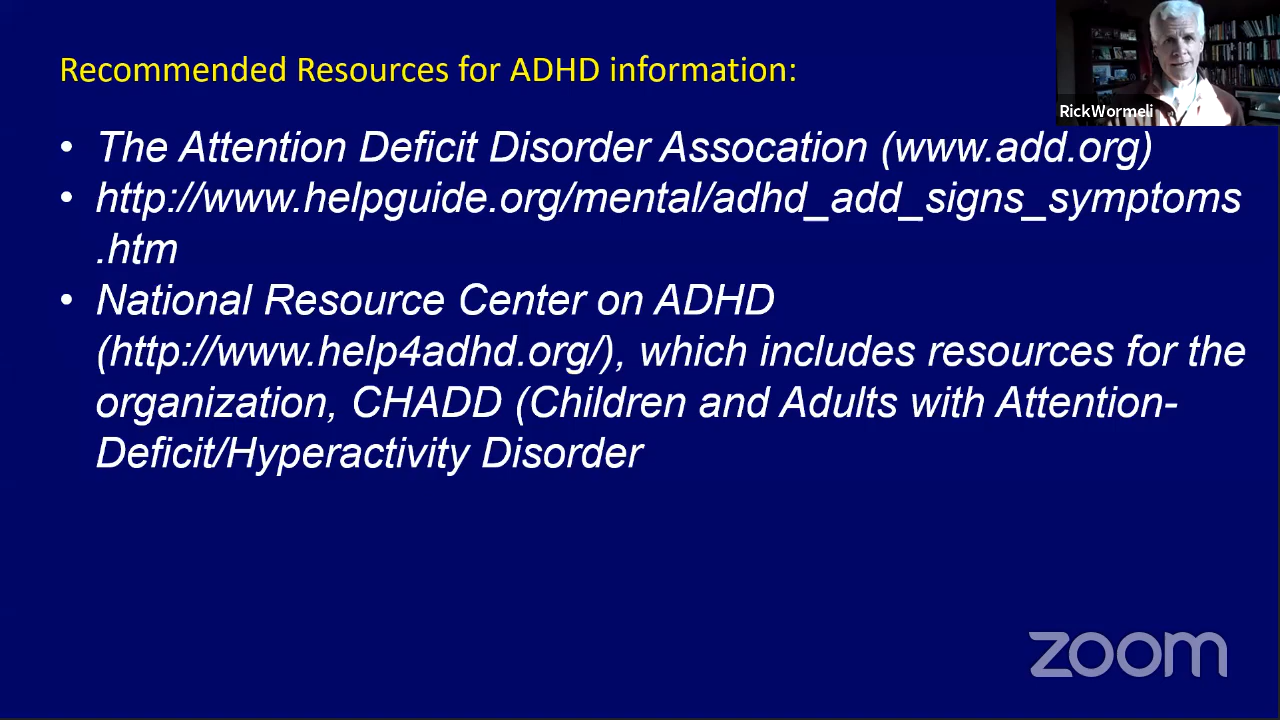 Recommended Resources for ADHD information:
RickWormeli
• The Attention Deficit Disorder Assocation (www.add.org)
• http://www.helpguide.org/mental/adhd_add_signs_symptoms
.htm
• National Resource Center on ADHD
(http://www.help4adhd.org/), which includes resources for the
organization, CHADD (Children and Adults with Attention-
Deficit/Hyperactivity Disorder
zoom